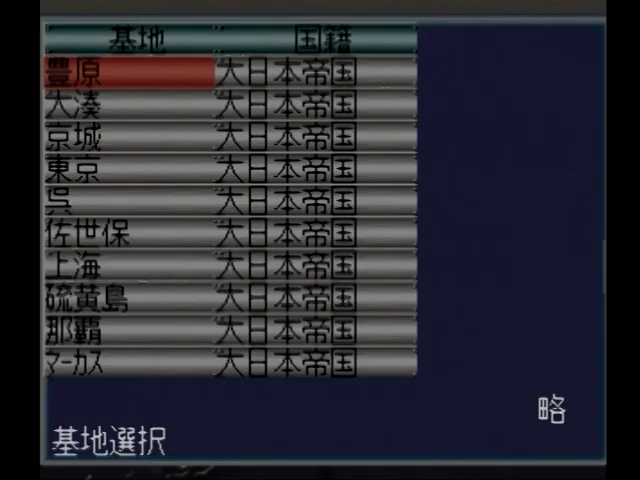 基地 国籍
豊原 大日本帝国
大湊 大日本帝国
京城 大日本帝国
東京 大日本帝国
呉 大日本帝国
佐世保 大日本帝国
上海 大日本帝国
硫黄島 大日本帝国
那覇 大日本帝国
マーカス 大日本帝国
略
基地選択